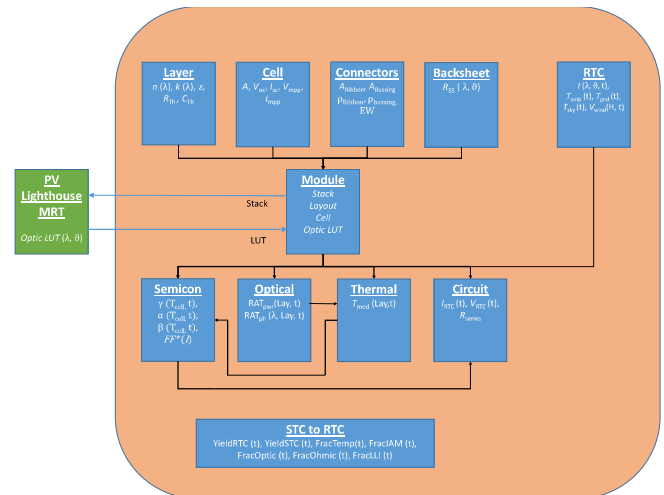 Layer
n (λ), k (λ), ε,
R_Th, C_Th
Cell
A, V_oc, I_sc, V_mpp,
I_mpp
Connectors
A_Ribbon, A_Bussing
ρ_Ribbon, ρ_bussing,
EW
Backsheet
R_BS ( λ, ϑ)
RTC
I (λ, ϑ, t),
T_amb (t), T_gnd (t),
T_sky (t), V_wind(H, t)
PV
Lighthouse
MRT
Optic LUT (λ, ϑ)
Stack
LUT
Module
Stack
Layout
Cell
Optic LUT
Semicon
γ (T_cell, t)
α (T_cell, t)
β (T_cell, t),
FF*(I)
Optical
RAT_pwr(Lay, t)
RAT_ph (λ, Lay, t)
Thermal
T_mod (Lay,t)
Circuit
I_RTC (t), V_RTC (t),
R_series
STC to RTC
YieldRTC (t), YieldSTC (t), FracTemp(t), FracIAM (t),
FracOptic (t), FracOhmic (t), FracLLI (t)